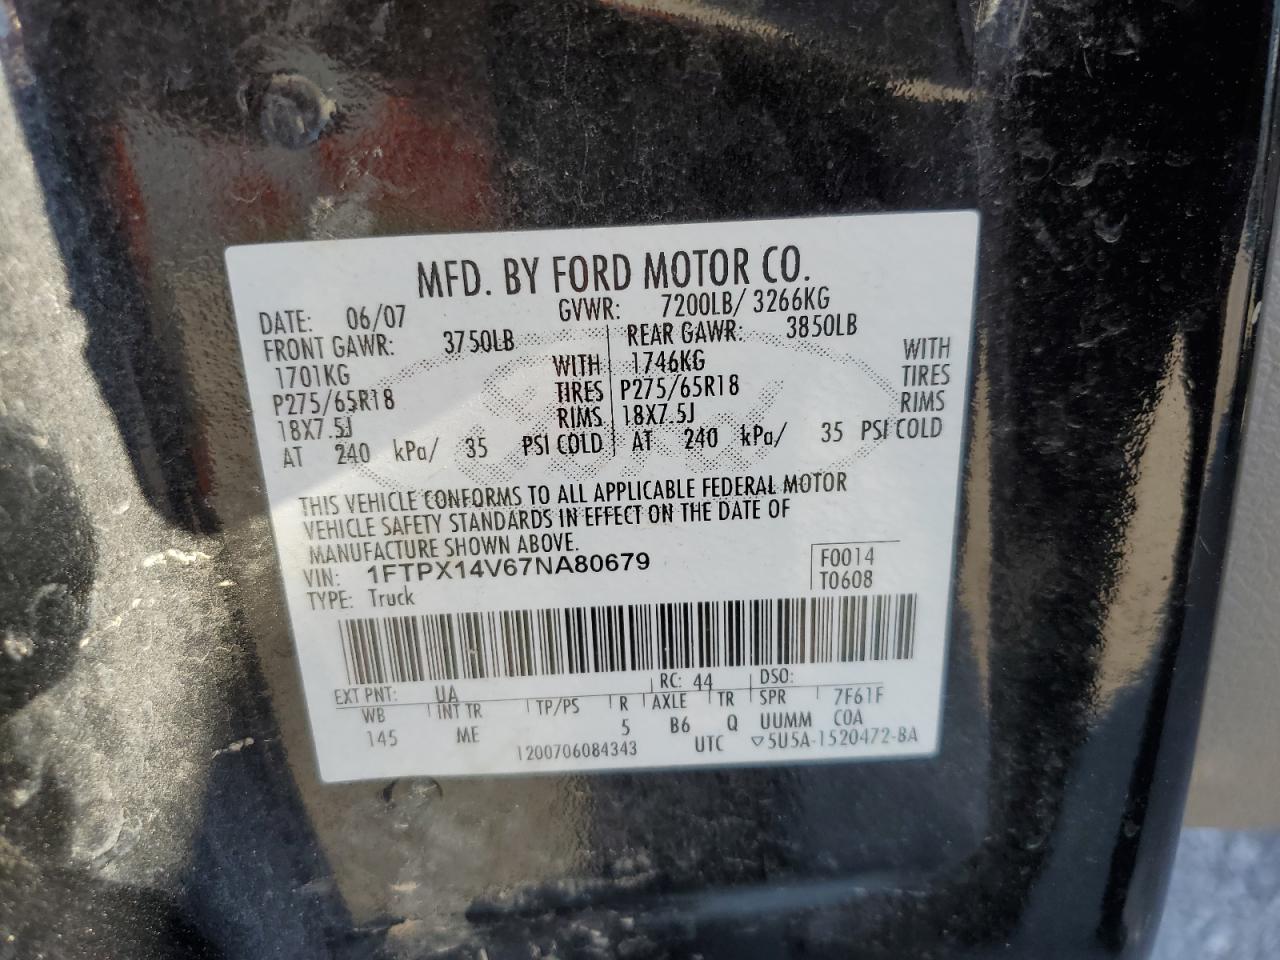 MFD. BY FORD MOTOR CO.
DATE: 06/07 GVWR: 7200LB/ 3266KG
FRONT GAWR: 3750LB REAR GAWR: 3850LB
1701KG WITH 1746KG WITH
P275/65R18 TIRES P275/65R18 TIRES
18X7.5J RIMS 18X7.5J RIMS
AT 240 kPa/ 35 PSI COLD AT 240 kPa/ 35 PSI COLD
THIS VEHICLE CONFORMS TO ALL APPLICABLE FEDERAL MOTOR
VEHICLE SAFETY STANDARDS IN EFFECT ON THE DATE OF
MANUFACTURE SHOWN ABOVE.
VIN: 1FTPX14V67NA80679 F0014
TYPE: Truck T0608
EXT PNT: UA RC: 44 DSO:
WB INT TR TP/PS R AXLE TR SPR 7F61F
145 ME 5 B6 Q UUMM COA
1200706084343 UTC ▽5U5A-1520472-BA